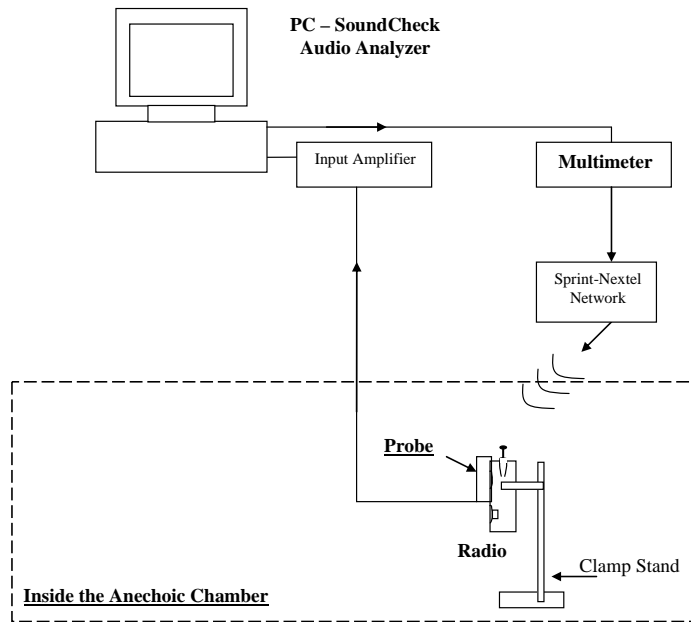 PC – SoundCheck
Audio Analyzer
Input Amplifier
Multimeter
Sprint-Nextel
Network
Probe
Radio
Clamp Stand
Inside the Anechoic Chamber